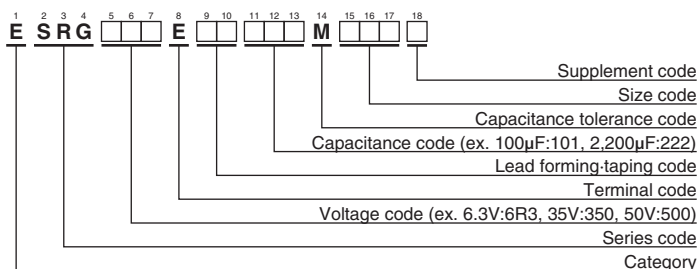 1 2 3 4 5 6 7 8 9 10 11 12 13 14 15 16 17 18
E S R G E M
Supplement code
Size code
Capacitance tolerance code
Capacitance code (ex. 100µF:101, 2,200µF:222)
Lead forming·taping code
Terminal code
Voltage code (ex. 6.3V:6R3, 35V:350, 50V:500)
Series code
Category